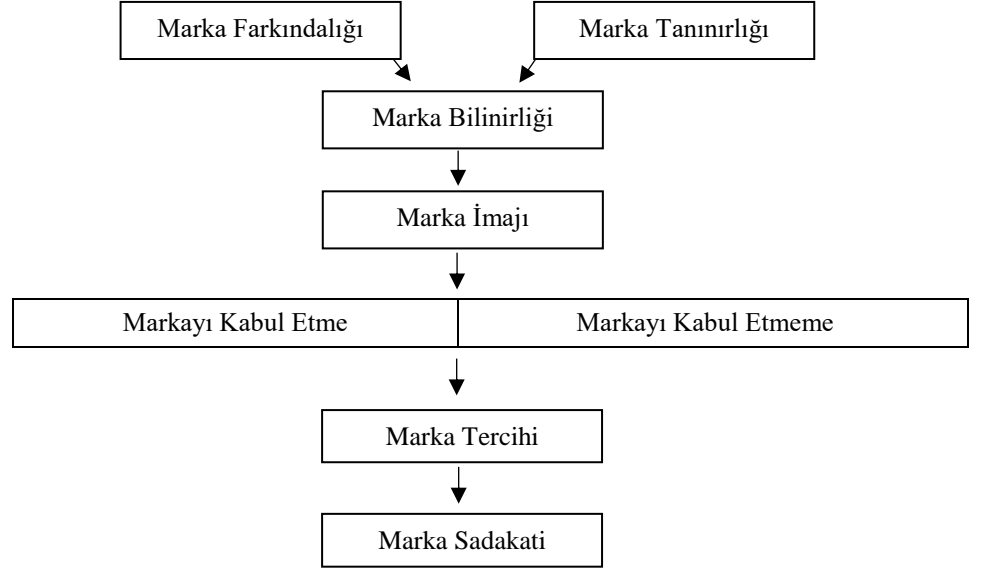 Marka Farkındalığı
Marka Tanınırlığı
Marka Bilinirliği
Marka İmajı
Markayı Kabul Etme
Markayı Kabul Etmeme
Marka Tercihi
Marka Sadakati